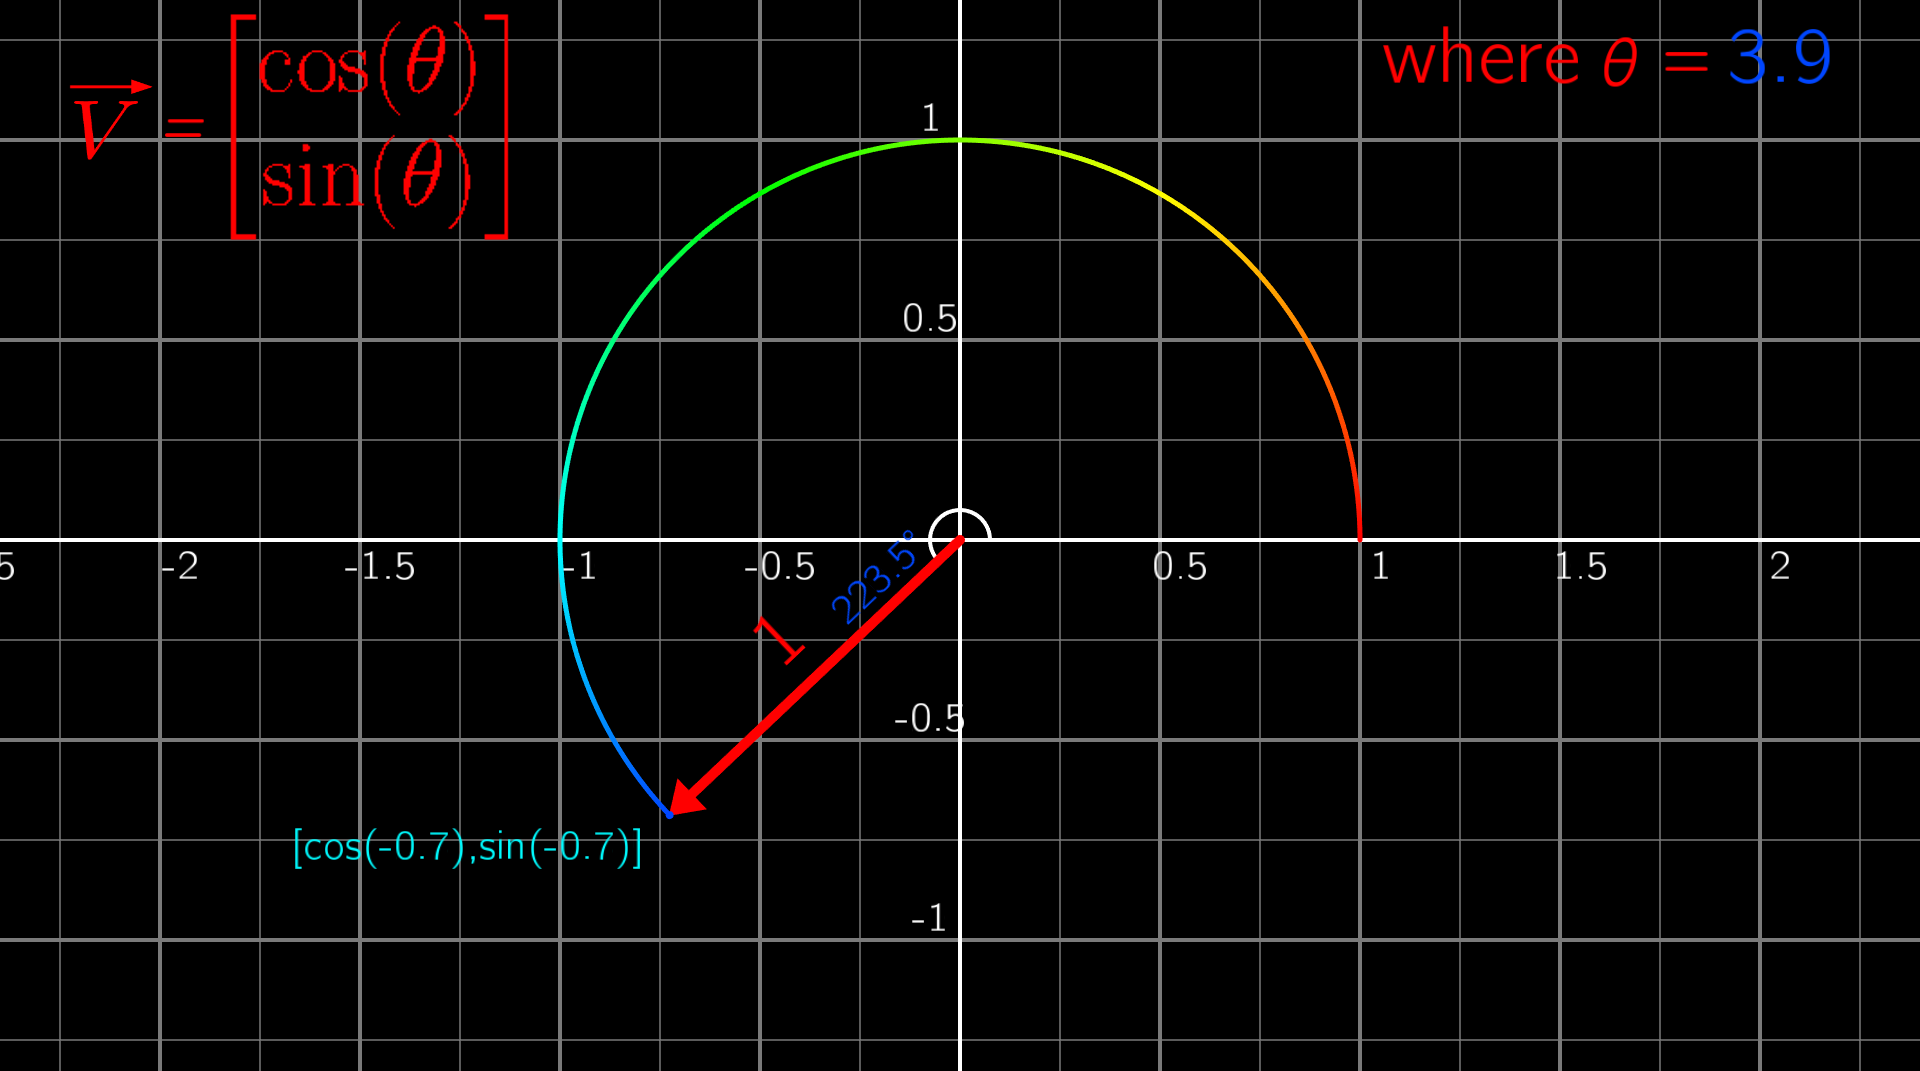 V = [cos(θ)
sin(θ)]
where θ = 3.9
1
0.5
5 -2 -1.5 -1 -0.5 0.5 1 1.5 2
223.5°
1
-0.5
[cos(-0.7),sin(-0.7)]
-1